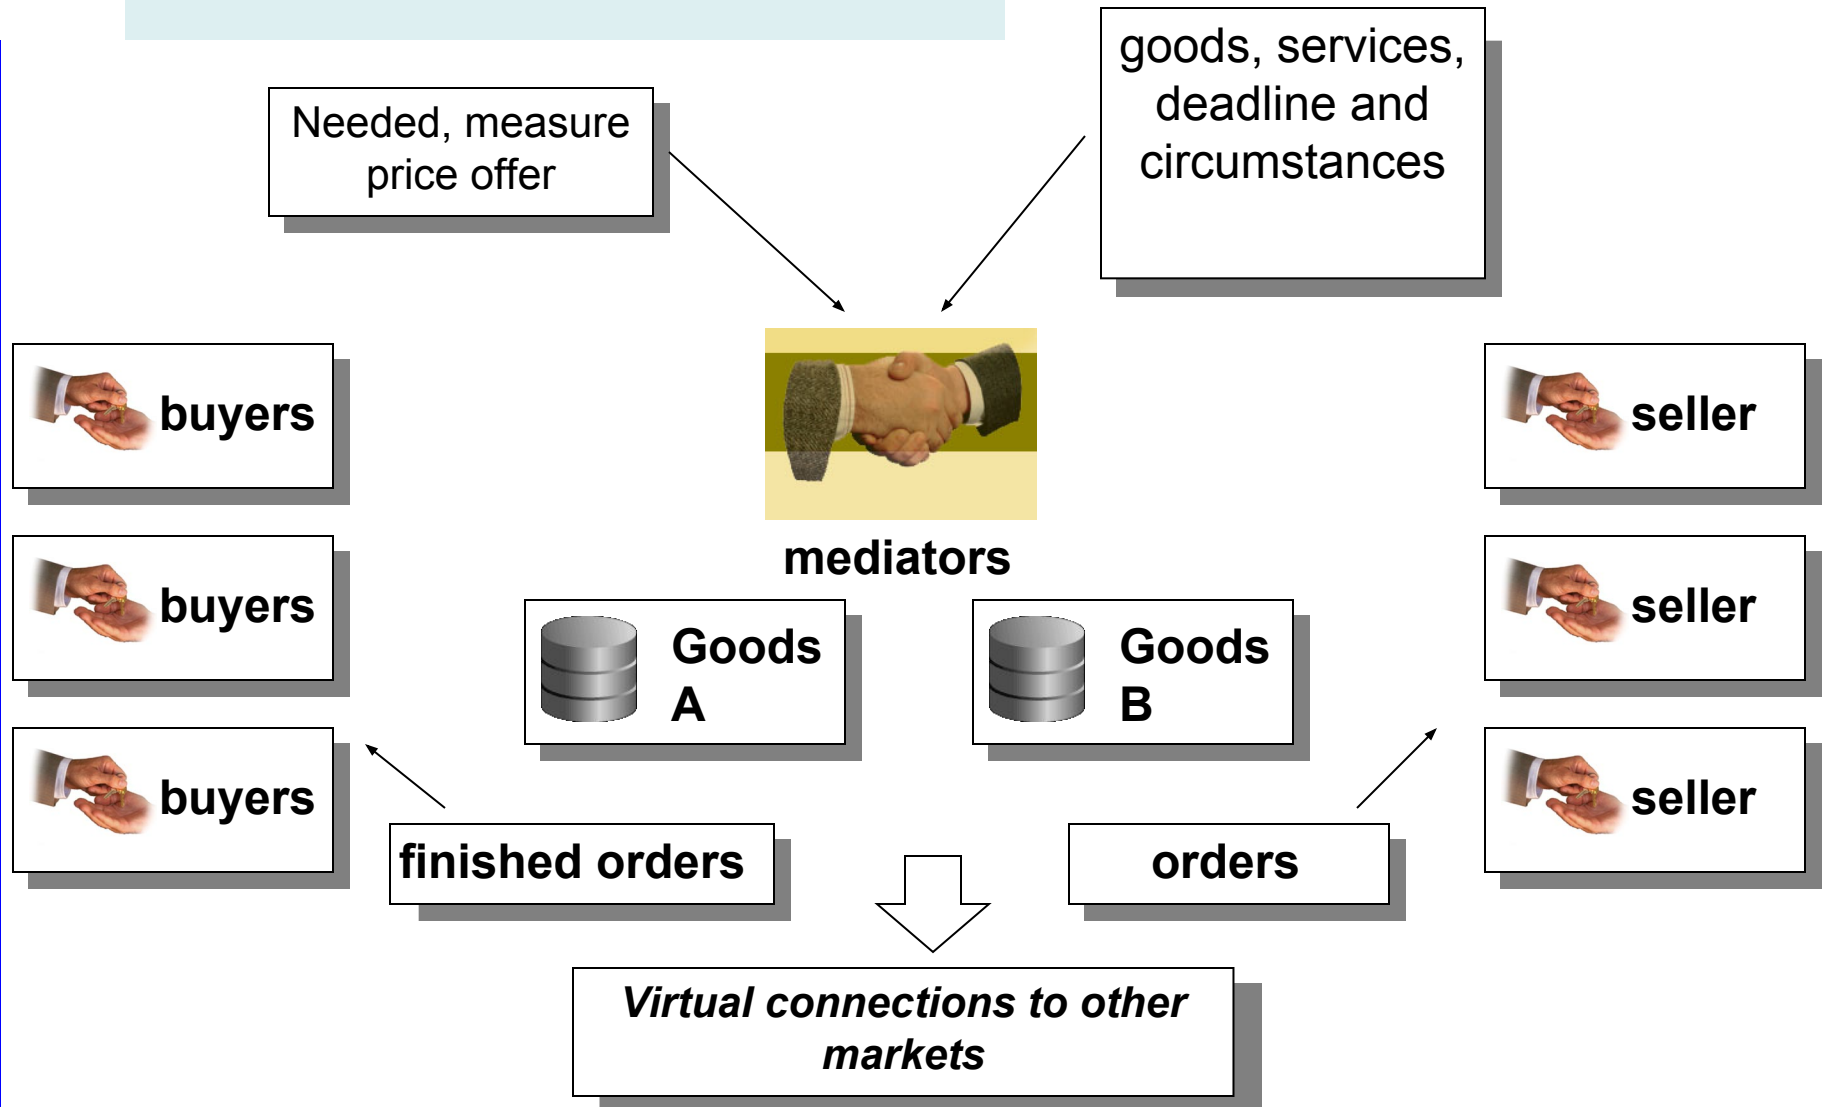 goods, services,
deadline and
circumstances
Needed, measure
price offer
buyers
seller
mediators
buyers
seller
Goods
A
Goods
B
buyers
seller
finished orders
orders
Virtual connections to other
markets